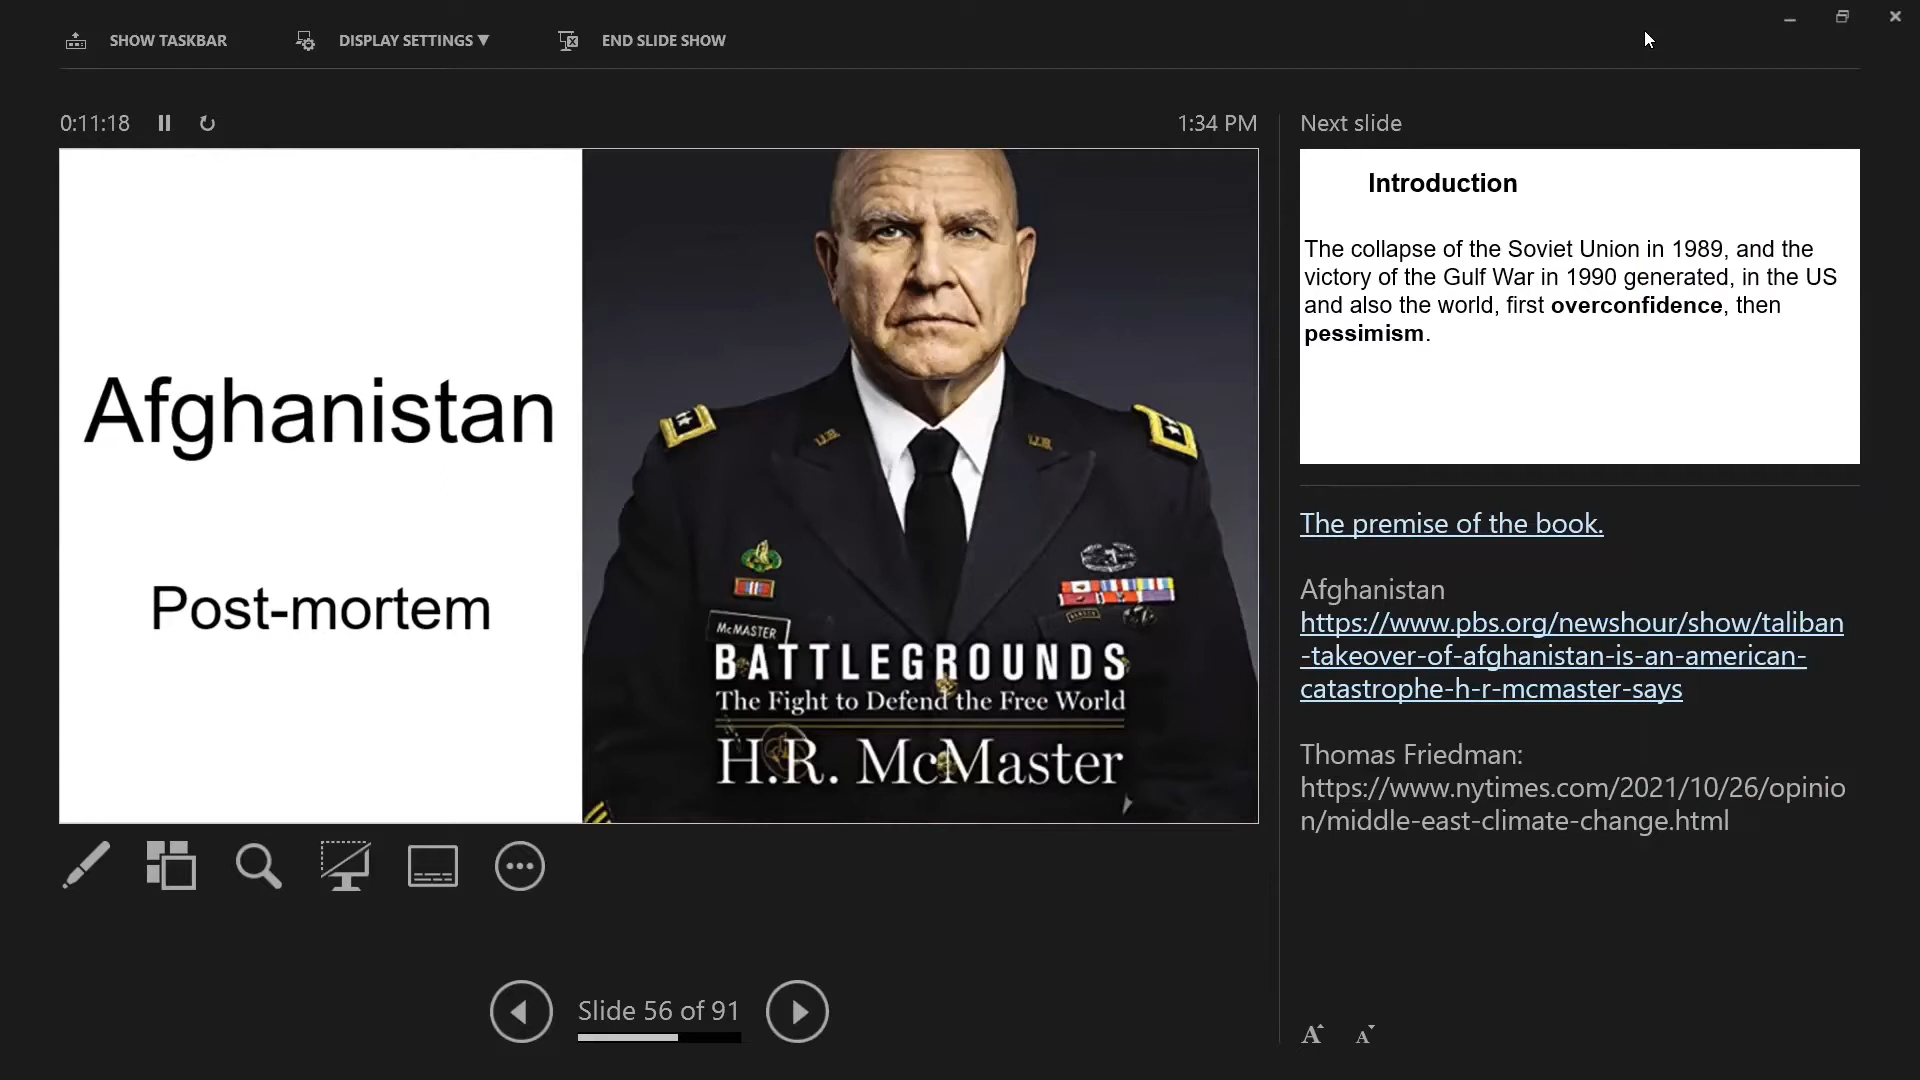 SHOW TASKBAR
DISPLAY SETTINGS ▼
END SLIDE SHOW
0:11:18
1:34 PM
Next slide
Afghanistan
Post-mortem
McMASTER
BATTLEGROUNDS
The Fight to Defend the Free World
H.R. McMaster
Introduction
The collapse of the Soviet Union in 1989, and the
victory of the Gulf War in 1990 generated, in the US
and also the world, first overconfidence, then
pessimism.
The premise of the book.
Afghanistan
https://www.pbs.org/newshour/show/taliban
-takeover-of-afghanistan-is-an-american-
catastrophe-h-r-mcmaster-says
Thomas Friedman:
https://www.nytimes.com/2021/10/26/opinio
n/middle-east-climate-change.html
Slide 56 of 91
A A